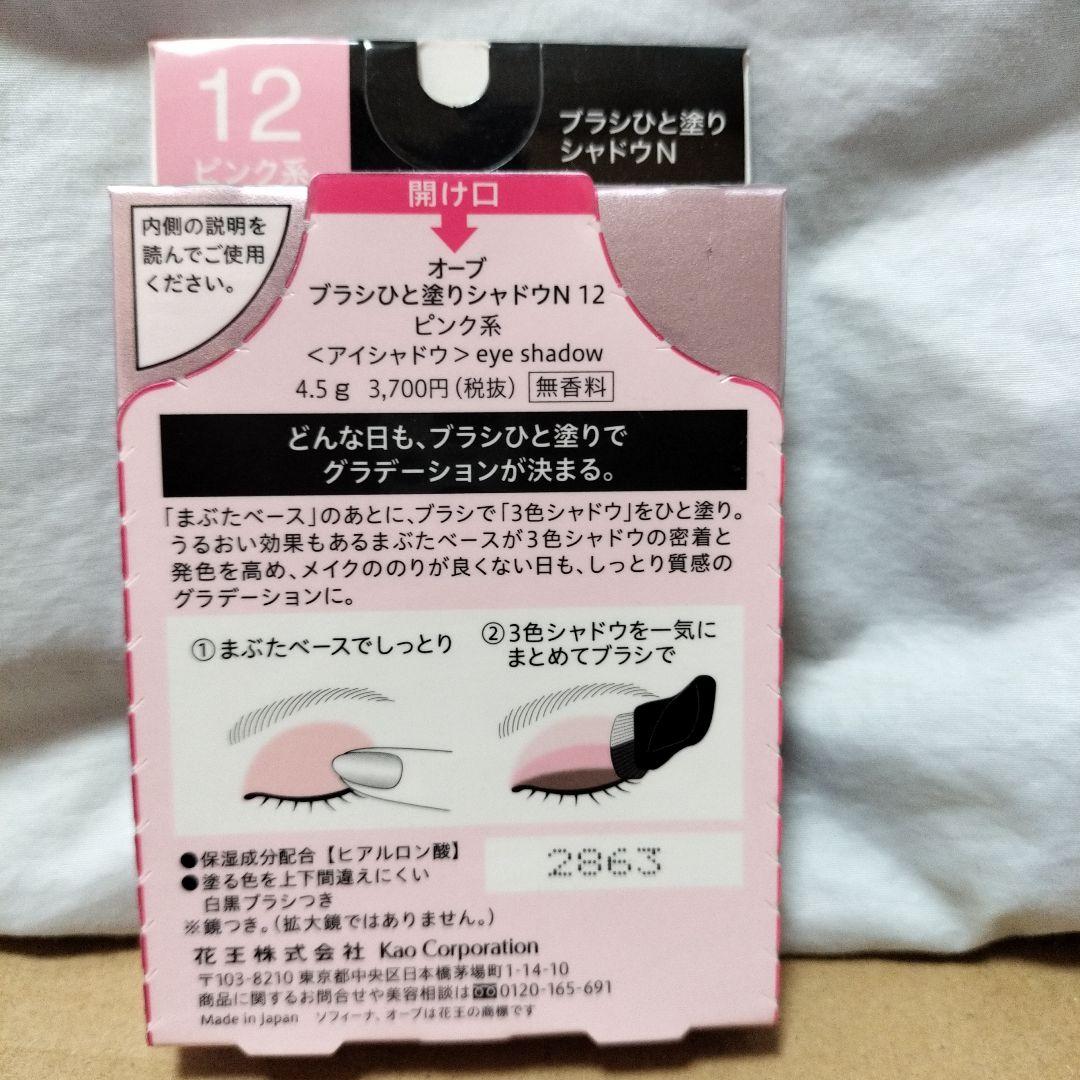 12
ピンク系
ブラシひと塗り
シャドウN
開け口
内側の説明を
読んでご使用
ください。
オーブ
ブラシひと塗りシャドウN 12
ピンク系
＜アイシャドウ＞eye shadow
4.5g 3,700円(税抜) 無香料
どんな日も、ブラシひと塗りで
グラデーションが決まる。
「まぶたベース」のあとに、ブラシで「3色シャドウ」をひと塗り。
うるおい効果もあるまぶたベースが3色シャドウの密着と
発色を高め、メイクののりが良くない日も、しっとり質感の
グラデーションに。
①まぶたベースでしっとり
②3色シャドウを一気に
まとめてブラシで
●保湿成分配合【ヒアルロン酸】
●塗る色を上下間違えにくい
白黒ブラシつき
※鏡つき。(拡大鏡ではありません。)
2863
花王株式会社 Kao Corporation
〒103-8210 東京都中央区日本橋茅場町1-14-10
商品に関するお問合せや美容相談は0120-165-691
Made in Japan ソフィーナ、オーブは花王の商標です